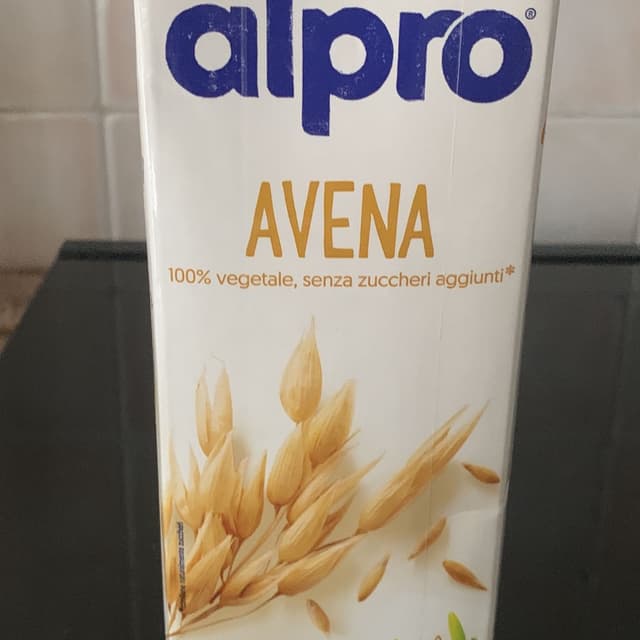 alpro®
AVENA
100% vegetale, senza zuccheri aggiunti*